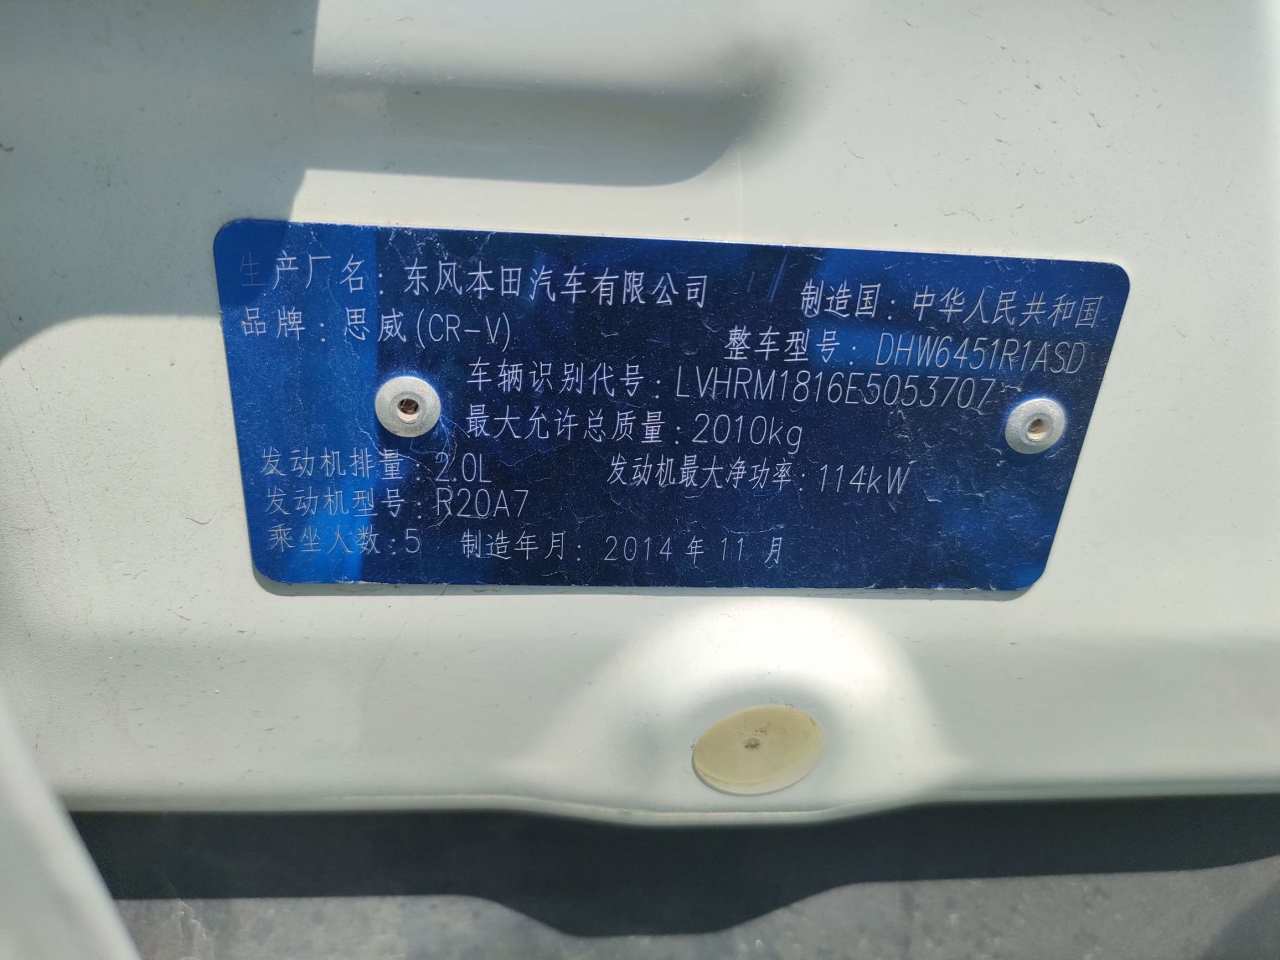 生产厂名：东风本田汽车有限公司 制造国：中华人民共和国
品牌：思威(CR-V) 整车型号：DHW6451R1ASD
车辆识别代号：LVHRM1816E5053707
最大允许总质量：2010kg
发动机排量：2.0L 发动机最大净功率：114kW
发动机型号：R20A7
乘坐人数：5 制造年月：2014年11月